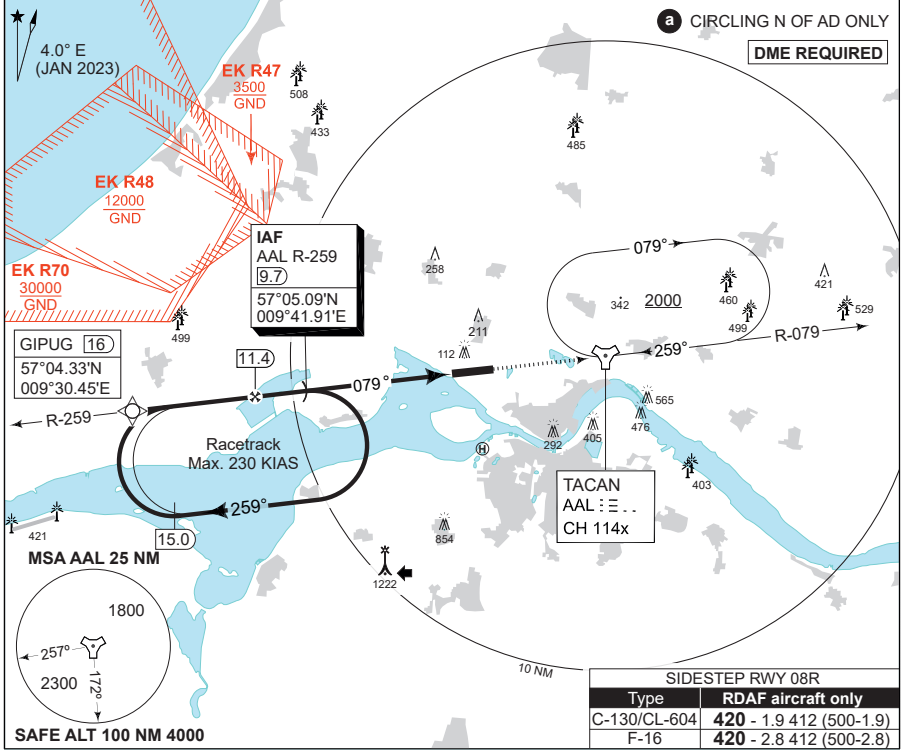 a CIRCLING N OF AD ONLY
DME REQUIRED
4.0° E
(JAN 2023)
EK R47
3500
GND
508
433
485
EK R48
12000
GND
IAF
AAL R-259
9.7
57°05.09'N
009°41.91'E
EK R70
30000
GND
499
258
211
112
079°
342
2000
460
499
421
529
259°
R-079
GIPUG 16
57°04.33'N
009°30.45'E
11.4
079°
R-259
Racetrack
Max. 230 KIAS
259°
15.0
H
292
405
476
565
403
TACAN
AAL
CH 114x
421
854
1222
MSA AAL 25 NM
1800
257°
172°
2300
SAFE ALT 100 NM 4000
10 NM
SIDESTEP RWY 08R
Type RDAF aircraft only
C-130/CL-604 420 - 1.9 412 (500-1.9)
F-16 420 - 2.8 412 (500-2.8)